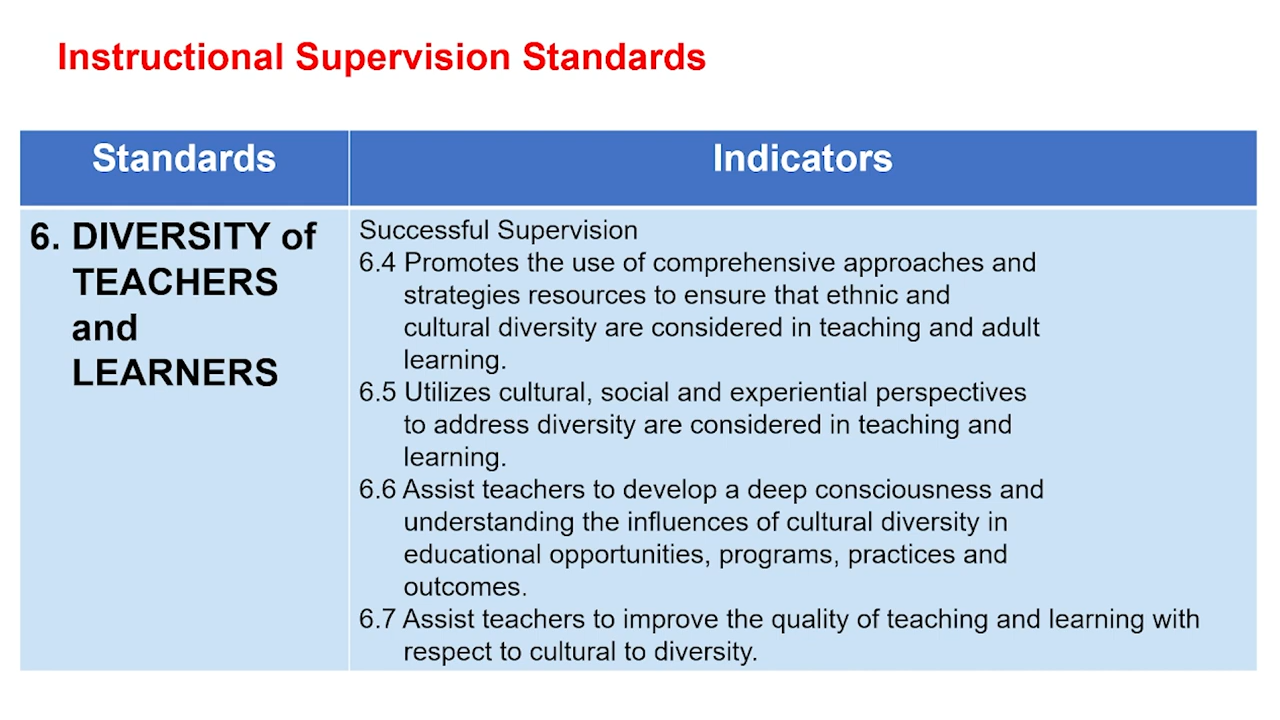 Instructional Supervision Standards
Standards
Indicators
6. DIVERSITY of
TEACHERS
and
LEARNERS
Successful Supervision
6.4 Promotes the use of comprehensive approaches and
strategies resources to ensure that ethnic and
cultural diversity are considered in teaching and adult
learning.
6.5 Utilizes cultural, social and experiential perspectives
to address diversity are considered in teaching and
learning.
6.6 Assist teachers to develop a deep consciousness and
understanding the influences of cultural diversity in
educational opportunities, programs, practices and
outcomes.
6.7 Assist teachers to improve the quality of teaching and learning with
respect to cultural to diversity.